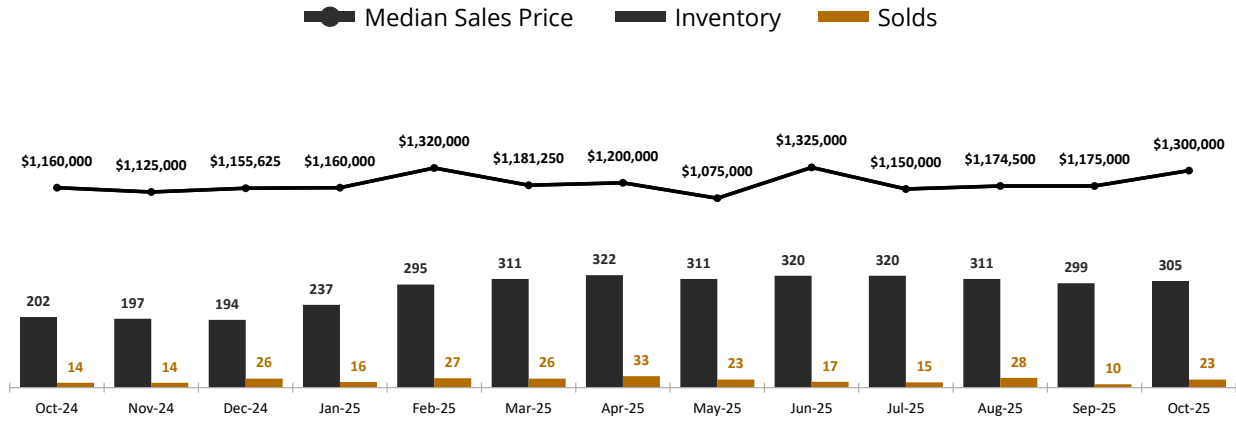 Median Sales Price Inventory Solds
$1,160,000 $1,125,000 $1,155,625 $1,160,000 $1,320,000 $1,181,250 $1,200,000 $1,075,000 $1,325,000 $1,150,000 $1,174,500 $1,175,000 $1,300,000
202 197 194 237 295 311 322 311 320 320 311 299 305
14 14 26 16 27 26 33 23 17 15 28 10 23
Oct-24 Nov-24 Dec-24 Jan-25 Feb-25 Mar-25 Apr-25 May-25 Jun-25 Jul-25 Aug-25 Sep-25 Oct-25